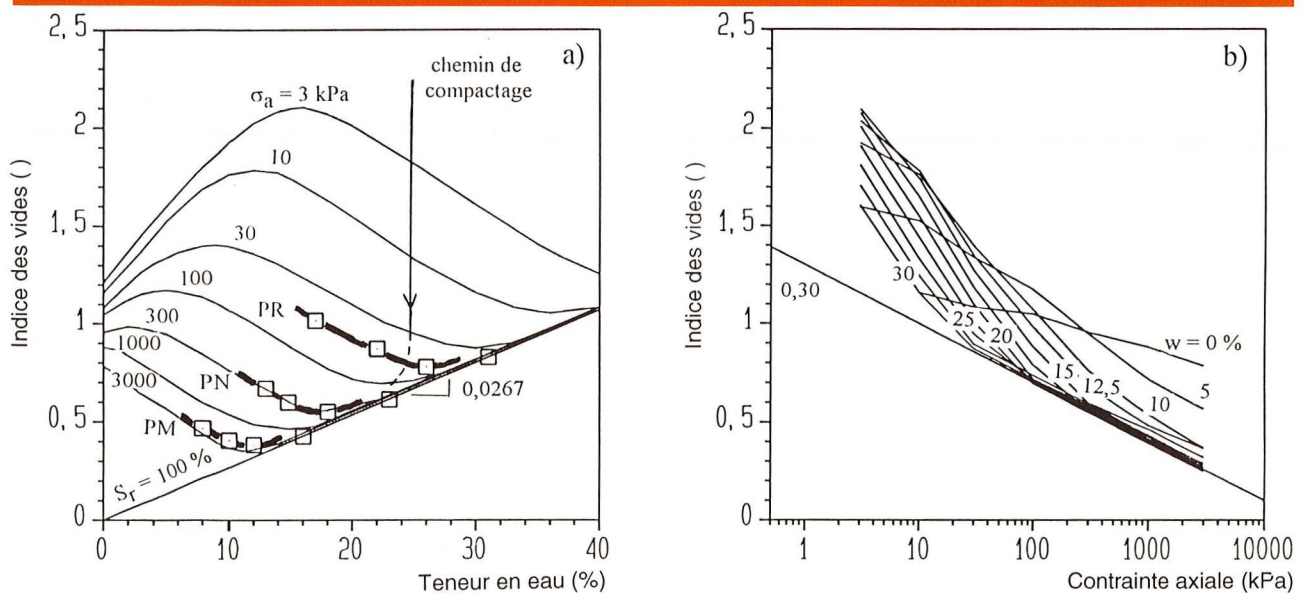 a)
chemin de
compactage
σa = 3 kPa
10
30
100
300
1000
3000
PR
PN
PM
0,0267
Sr = 100 %
Indice des vides ( )
2,5
2
1,5
1
0,5
0
0
10
20
30
40
Teneur en eau (%)
b)
Indice des vides ( )
2,5
2
1,5
1
0,5
0
0,30
30
25
20
15
12,5
10
5
w = 0 %
1
10
100
1000
10000
Contrainte axiale (kPa)